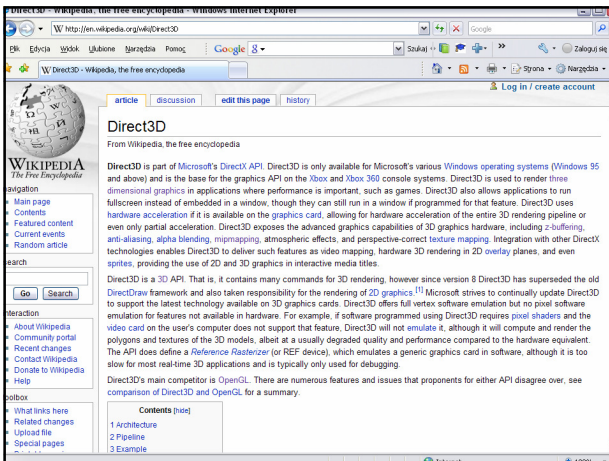 Direct3D - Wikipedia, the free encyclopedia - Windows Internet Explorer
W http://en.wikipedia.org/wiki/Direct3D
Google
Plik Edycja Widok Ulubione Narzędzia Pomoc Google Szukaj Zaloguj się
W Direct3D - Wikipedia, the free encyclopedia Strona Narzędzia
Log in / create account
article discussion edit this page history
Direct3D
From Wikipedia, the free encyclopedia
Direct3D is part of Microsoft's DirectX API. Direct3D is only available for Microsoft's various Windows operating systems (Windows 95
and above) and is the base for the graphics API on the Xbox and Xbox 360 console systems. Direct3D is used to render three
dimensional graphics in applications where performance is important, such as games. Direct3D also allows applications to run
fullscreen instead of embedded in a window, though they can still run in a window if programmed for that feature. Direct3D uses
hardware acceleration if it is available on the graphics card, allowing for hardware acceleration of the entire 3D rendering pipeline or
even only partial acceleration. Direct3D exposes the advanced graphics capabilities of 3D graphics hardware, including z-buffering,
anti-aliasing, alpha blending, mipmapping, atmospheric effects, and perspective-correct texture mapping. Integration with other DirectX
technologies enables Direct3D to deliver such features as video mapping, hardware 3D rendering in 2D overlay planes, and even
sprites, providing the use of 2D and 3D graphics in interactive media titles.
Direct3D is a 3D API. That is, it contains many commands for 3D rendering, however since version 8 Direct3D has superseded the old
DirectDraw framework and also taken responsibility for the rendering of 2D graphics.[1] Microsoft strives to continually update Direct3D
to support the latest technology available on 3D graphics cards. Direct3D offers full vertex software emulation but no pixel software
emulation for features not available in hardware. For example, if software programmed using Direct3D requires pixel shaders and the
video card on the user's computer does not support that feature, Direct3D will not emulate it, although it will compute and render the
polygons and textures of the 3D models, albeit at a usually degraded quality and performance compared to the hardware equivalent.
The API does define a Reference Rasterizer (or REF device), which emulates a generic graphics card in software, although it is too
slow for most real-time 3D applications and is typically only used for debugging.
Direct3D's main competitor is OpenGL. There are numerous features and issues that proponents for either API disagree over, see
comparison of Direct3D and OpenGL for a summary.
Contents [hide]
1 Architecture
2 Pipeline
3 Example
WIKIPEDIA
The Free Encyclopedia
navigation
Main page
Contents
Featured content
Current events
Random article
search
Go Search
interaction
About Wikipedia
Community portal
Recent changes
Contact Wikipedia
Donate to Wikipedia
Help
toolbox
What links here
Related changes
Upload file
Special pages